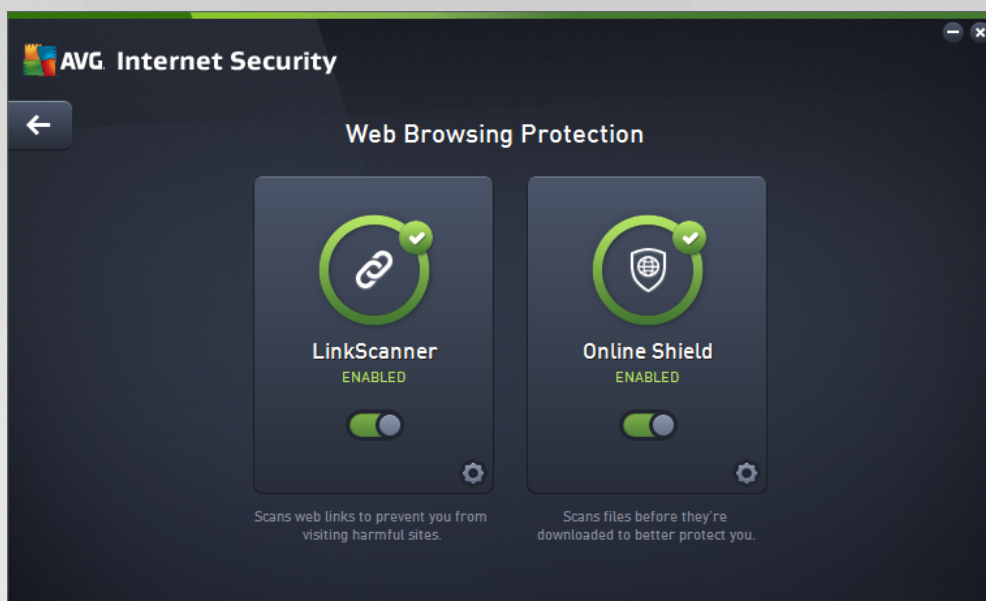 AVG. Internet Security
Web Browsing Protection
LinkScanner
ENABLED
Scans web links to prevent you from
visiting harmful sites.
Online Shield
ENABLED
Scans files before they're
downloaded to better protect you.